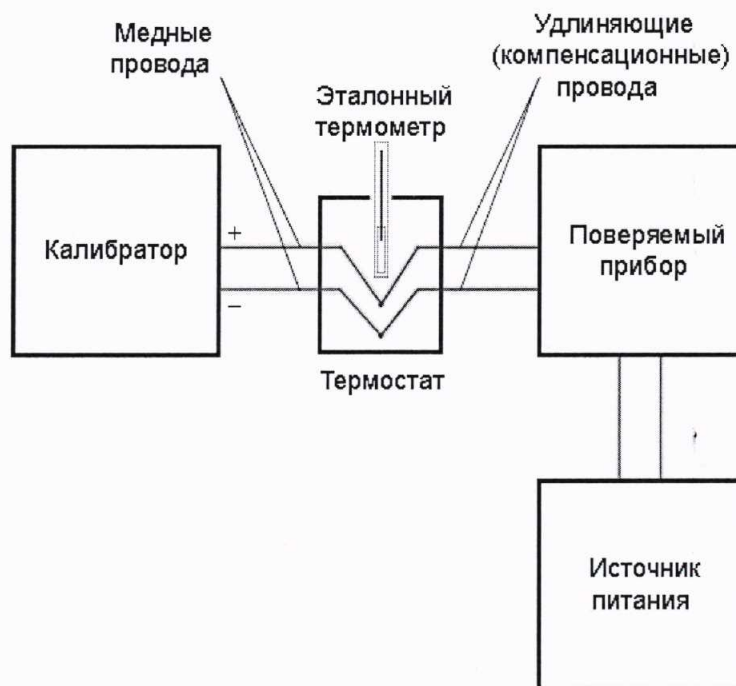 Медные
провода
Удлиняющие
(компенсационные)
провода
Эталонный
термометр
Калибратор
+
–
Поверяемый
прибор
Термостат
Источник
питания